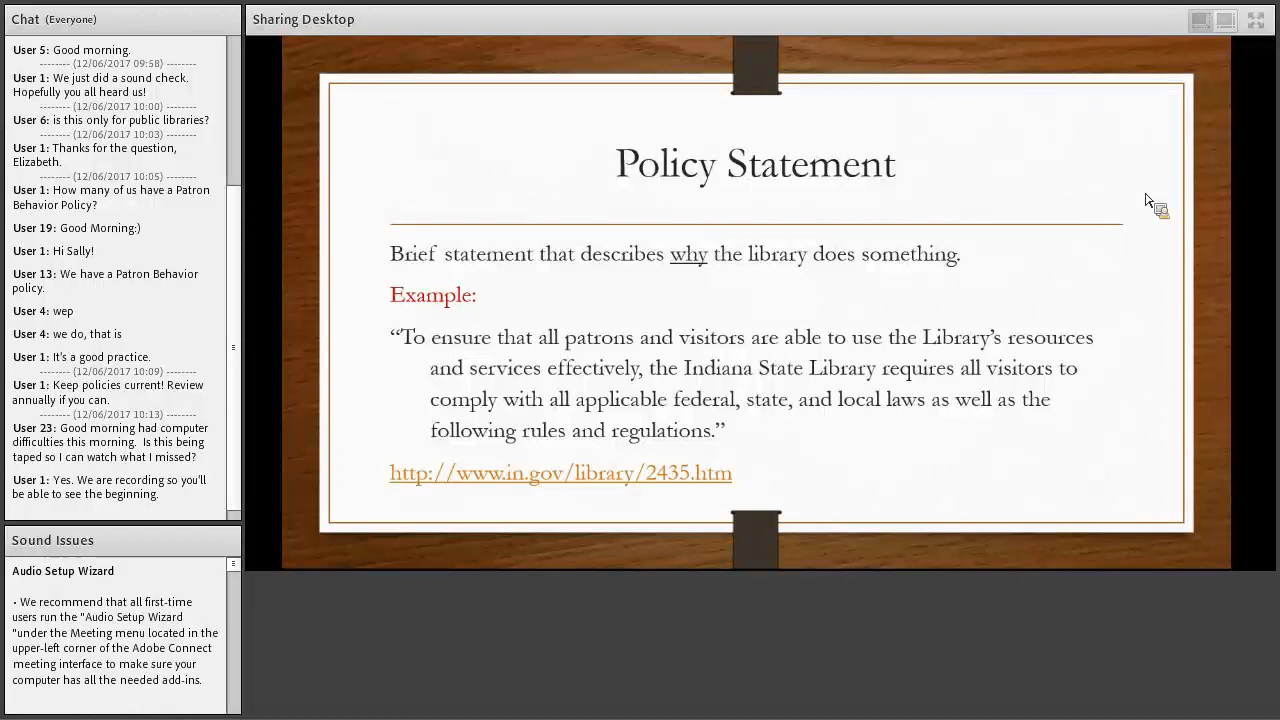 Chat (Everyone)
User 5: Good morning.
-------- (12/06/2017 09:58) --------
User 1: We just did a sound check.
Hopefully you all heard us!
-------- (12/06/2017 10:00) --------
User 6: is this only for public libraries?
-------- (12/06/2017 10:03) --------
User 1: Thanks for the question,
Elizabeth.
-------- (12/06/2017 10:05) --------
User 1: How many of us have a Patron
Behavior Policy?
User 19: Good Morning:)
User 1: Hi Sally!
User 13: We have a Patron Behavior
policy.
User 4: wep
User 4: we do, that is
User 1: It's a good practice.
-------- (12/06/2017 10:09) --------
User 1: Keep policies current! Review
annually if you can.
-------- (12/06/2017 10:13) --------
User 23: Good morning had computer
difficulties this morning.  Is this being
taped so I can watch what I missed?
User 1: Yes. We are recording so you'll
be able to see the beginning.
Sound Issues
Audio Setup Wizard
• We recommend that all first-time
users run the "Audio Setup Wizard
"under the Meeting menu located in the
upper-left corner of the Adobe Connect
meeting interface to make sure your
computer has all the needed add-ins.
Sharing Desktop
Policy Statement
Brief statement that describes why the library does something.
Example:
“To ensure that all patrons and visitors are able to use the Library’s resources
and services effectively, the Indiana State Library requires all visitors to
comply with all applicable federal, state, and local laws as well as the
following rules and regulations.”
http://www.in.gov/library/2435.htm